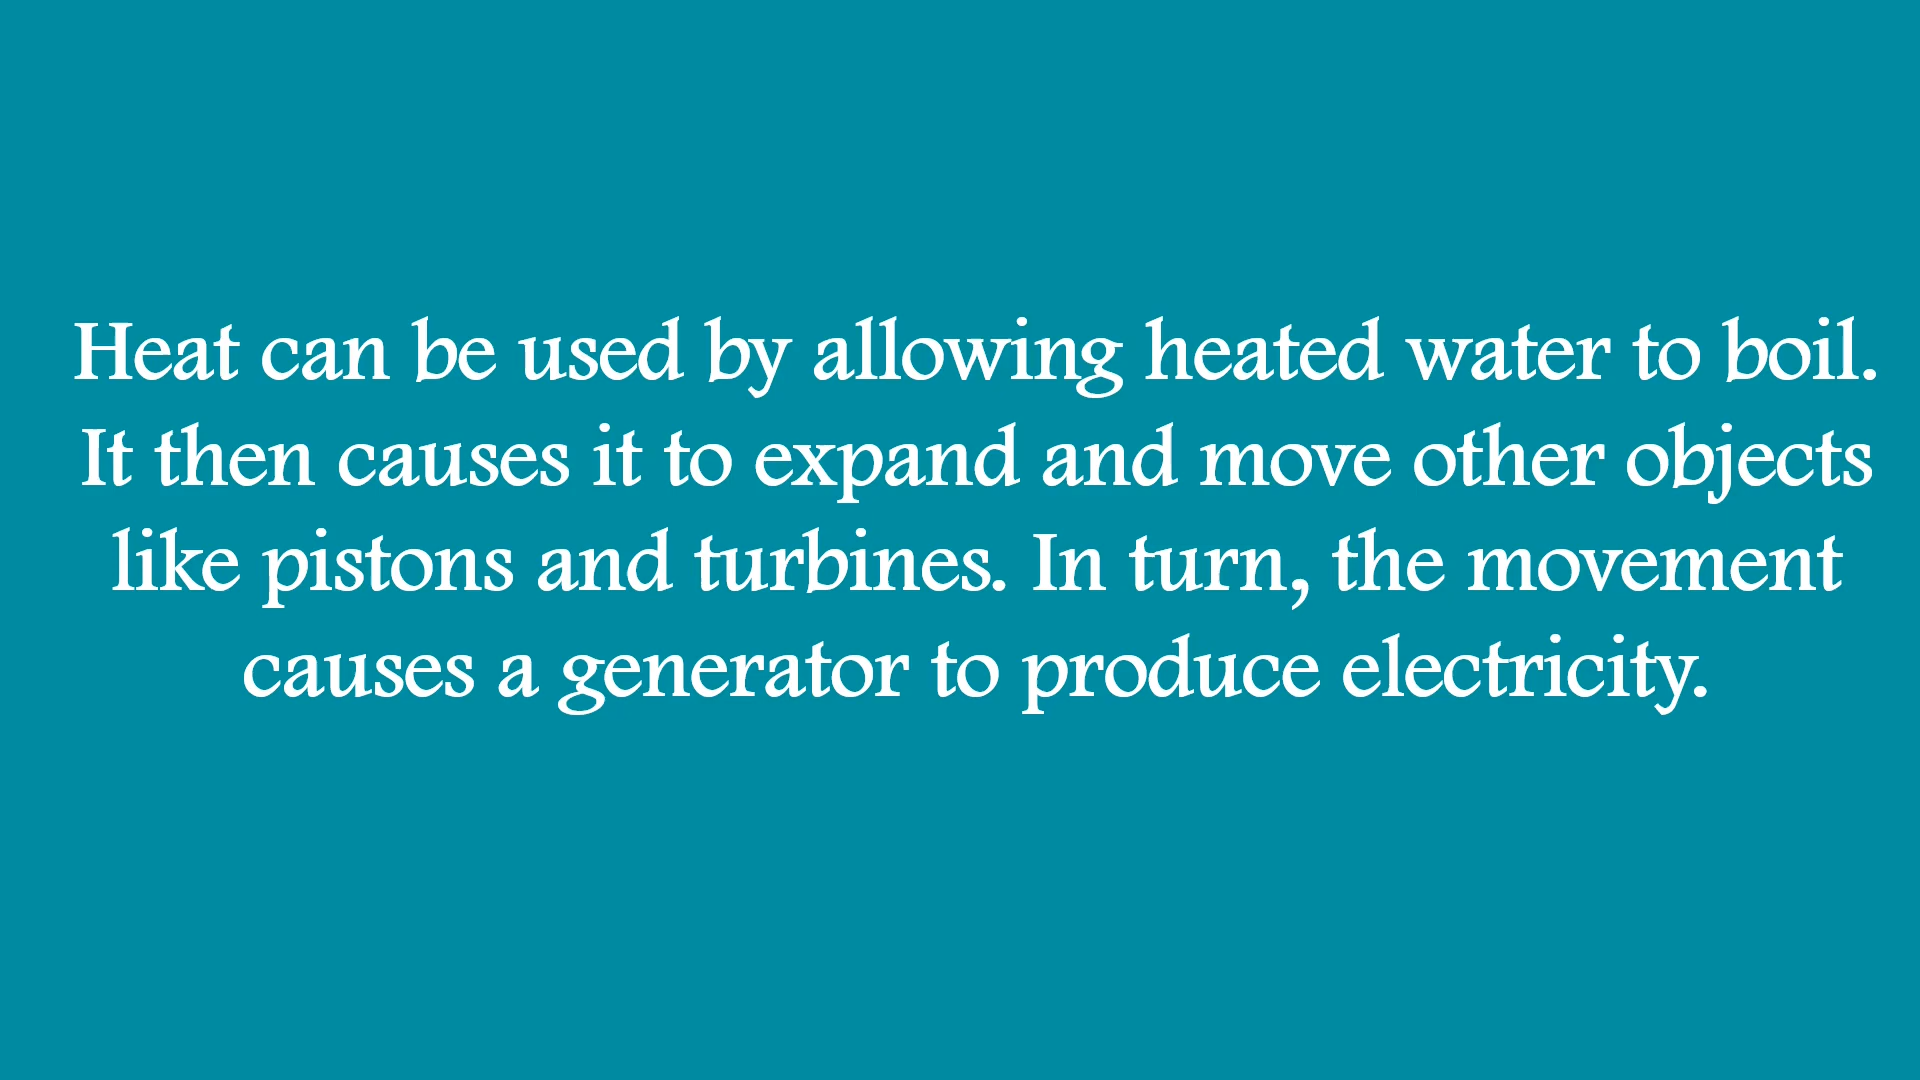 Heat can be used by allowing heated water to boil.
It then causes it to expand and move other objects
like pistons and turbines. In turn, the movement
causes a generator to produce electricity.